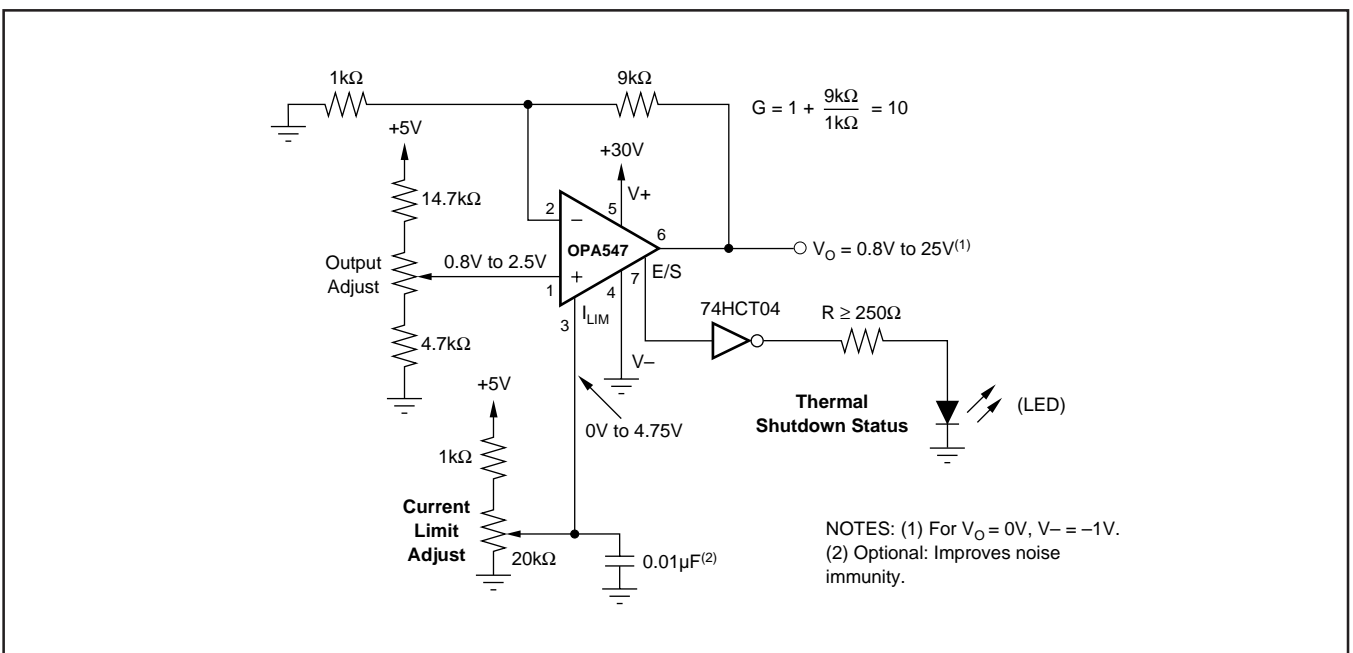 1kΩ
9kΩ
G = 1 + 9kΩ / 1kΩ = 10
+5V
+30V
V+
14.7kΩ
2
–
5
6
OPA547
V_O = 0.8V to 25V(1)
Output
Adjust
0.8V to 2.5V
+
1
4
7
E/S
I_LIM
3
74HCT04
R ≥ 250Ω
4.7kΩ
V–
+5V
0V to 4.75V
Thermal
Shutdown Status
(LED)
1kΩ
Current
Limit
Adjust
20kΩ
0.01µF(2)
NOTES: (1) For V_O = 0V, V– = –1V.
(2) Optional: Improves noise
immunity.